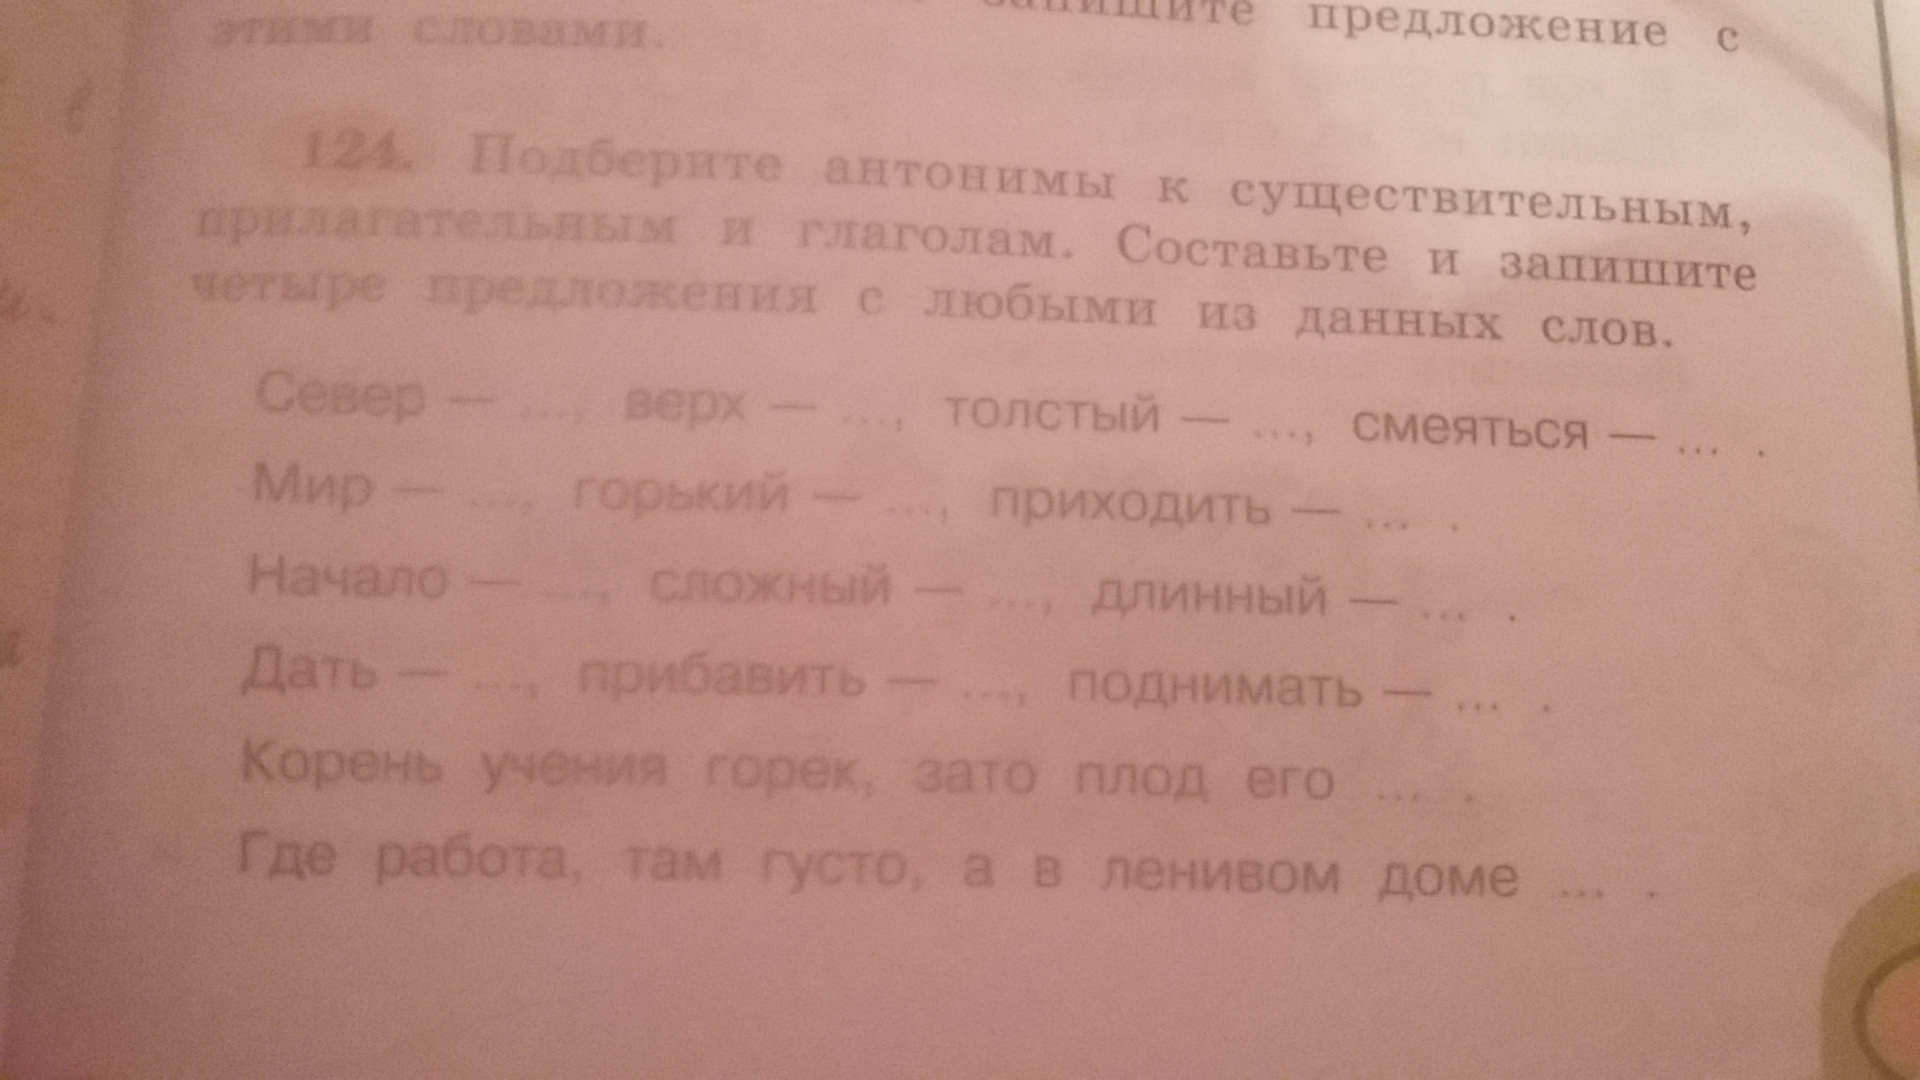 запишите предложение с
этими словами.
124. Подберите антонимы к существительным,
прилагательным и глаголам. Составьте и запишите
четыре предложения с любыми из данных слов.
Север — ..., верх — ..., толстый — ..., смеяться — ... .
Мир — ..., горький — ..., приходить — ... .
Начало — ..., сложный — ..., длинный — ... .
Дать — ..., прибавить — ..., поднимать — ... .
Корень учения горек, зато плод его ... .
Где работа, там густо, а в ленивом доме ... .